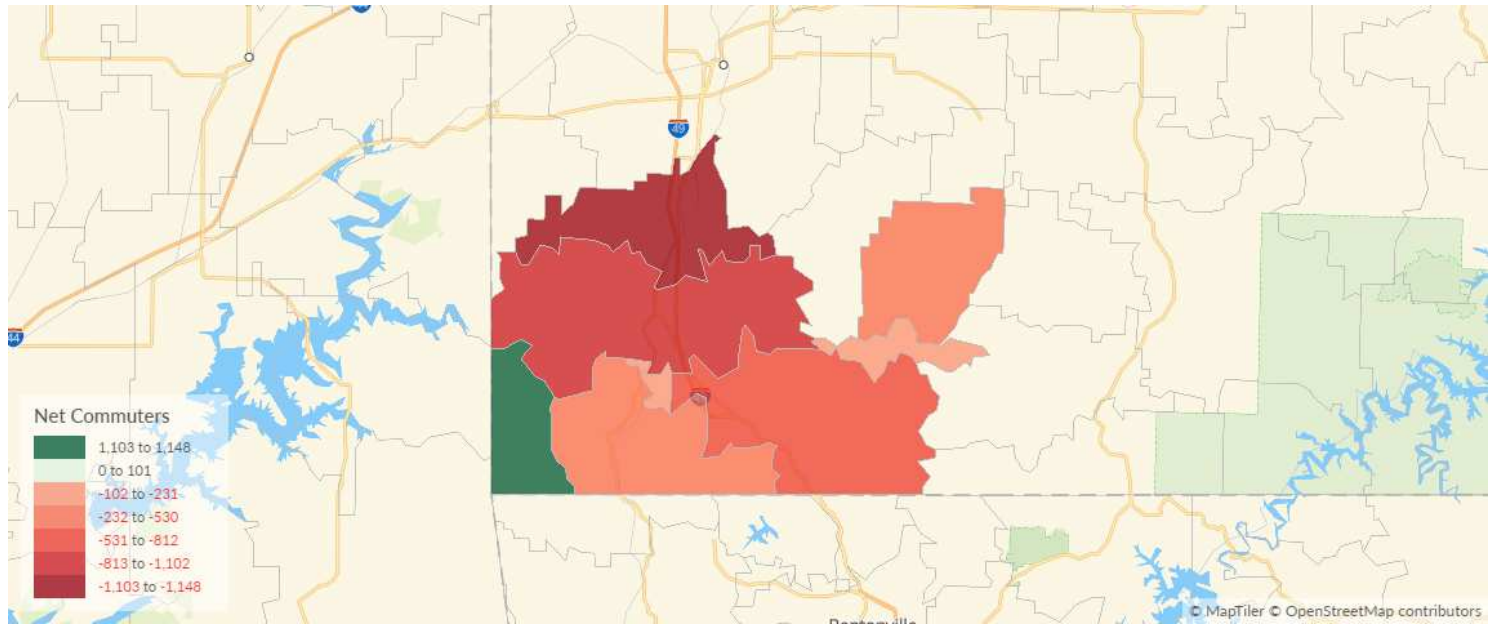 49
44
Net Commuters
1,103 to 1,148
0 to 101
-102 to -231
-232 to -530
-531 to -812
-813 to -1,102
-1,103 to -1,148
© MapTiler © OpenStreetMap contributors